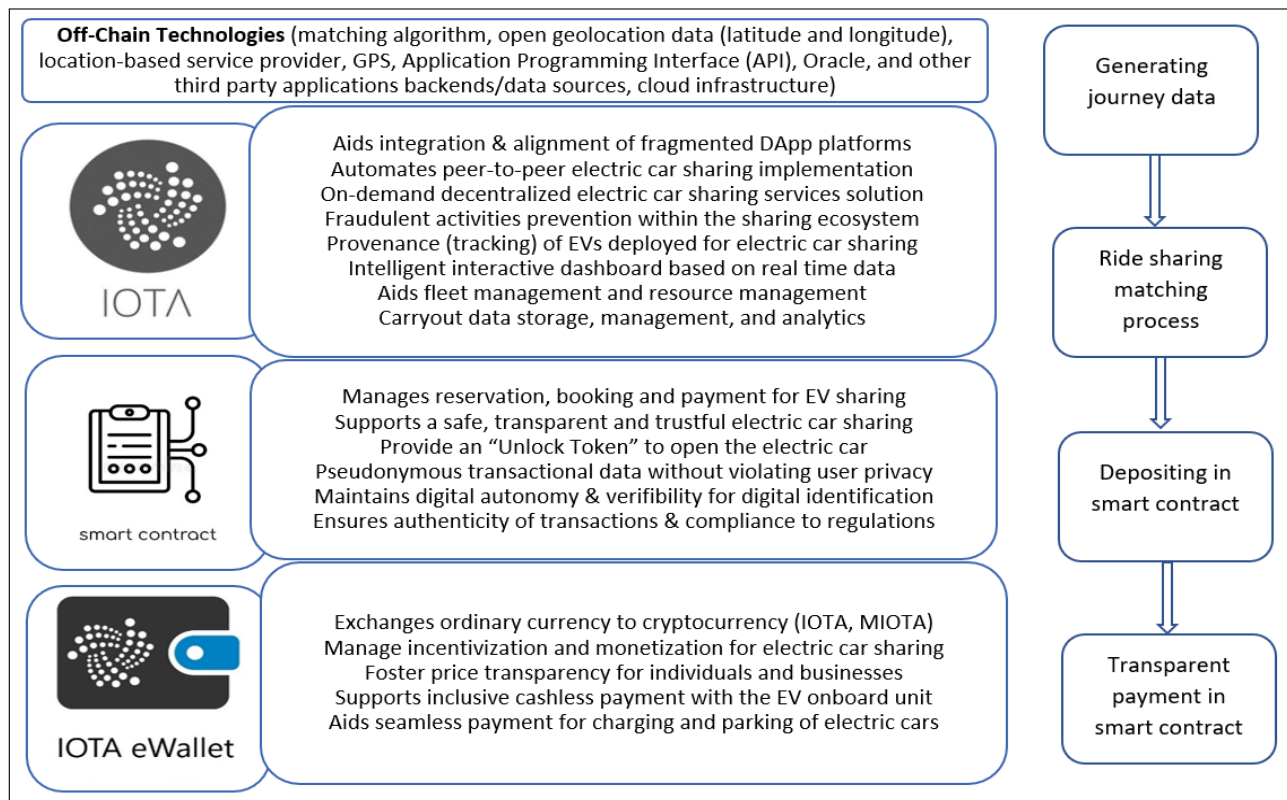 Off-Chain Technologies (matching algorithm, open geolocation data (latitude and longitude),
location-based service provider, GPS, Application Programming Interface (API), Oracle, and other
third party applications backends/data sources, cloud infrastructure)
IOTA
Aids integration & alignment of fragmented DApp platforms
Automates peer-to-peer electric car sharing implementation
On-demand decentralized electric car sharing services solution
Fraudulent activities prevention within the sharing ecosystem
Provenance (tracking) of EVs deployed for electric car sharing
Intelligent interactive dashboard based on real time data
Aids fleet management and resource management
Carryout data storage, management, and analytics
smart contract
Manages reservation, booking and payment for EV sharing
Supports a safe, transparent and trustful electric car sharing
Provide an “Unlock Token” to open the electric car
Pseudonymous transactional data without violating user privacy
Maintains digital autonomy & verifibility for digital identification
Ensures authenticity of transactions & compliance to regulations
IOTA eWallet
Exchanges ordinary currency to cryptocurrency (IOTA, MIOTA)
Manage incentivization and monetization for electric car sharing
Foster price transparency for individuals and businesses
Supports inclusive cashless payment with the EV onboard unit
Aids seamless payment for charging and parking of electric cars
Generating
journey data
Ride sharing
matching
process
Depositing in
smart contract
Transparent
payment in
smart contract